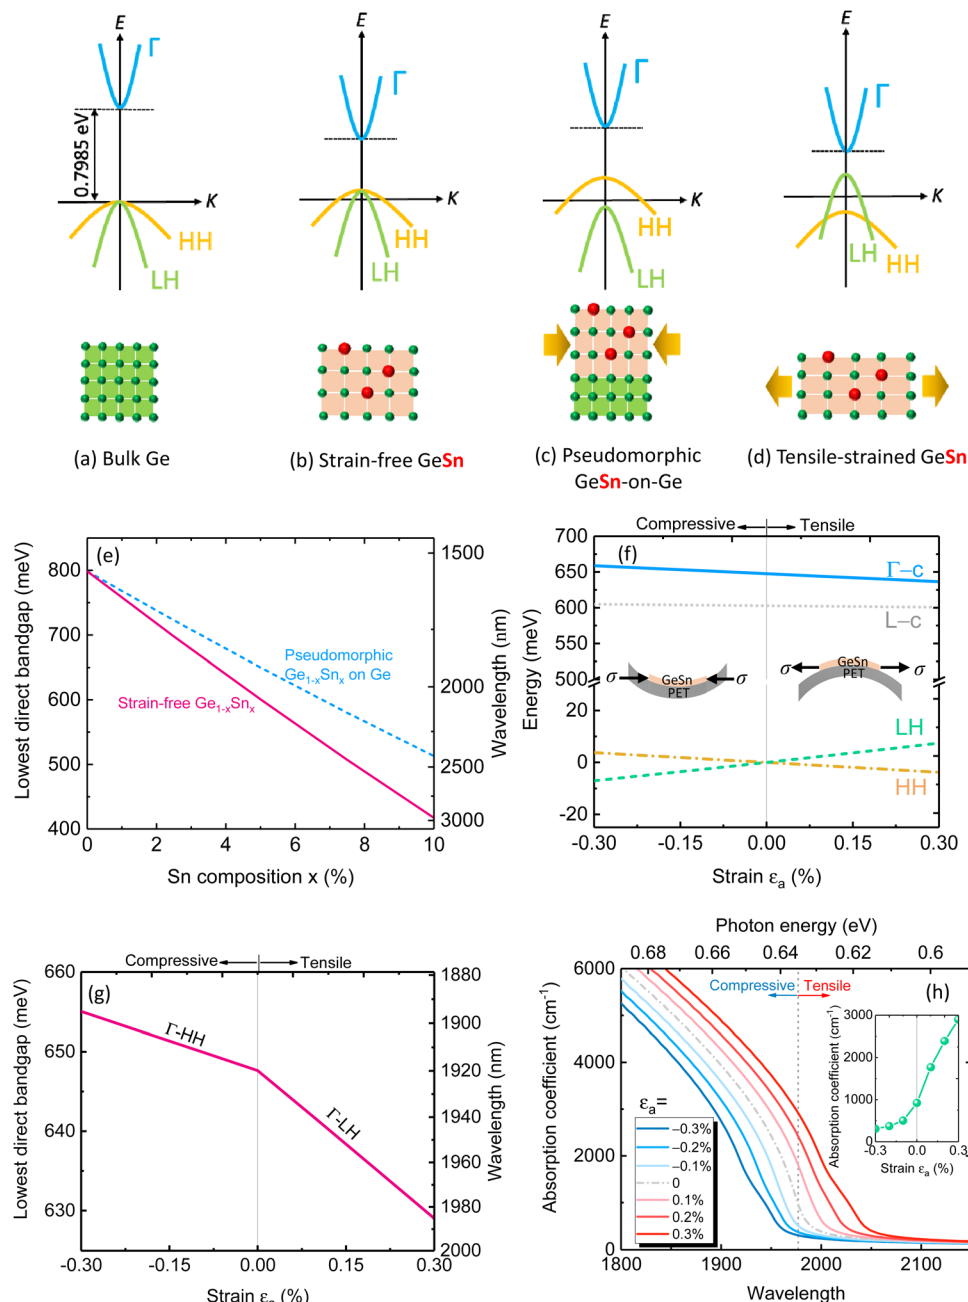 E
Γ
0.7985 eV
K
HH
LH
(a) Bulk Ge
E
Γ
K
HH
LH
(b) Strain-free GeSn
E
Γ
K
HH
LH
(c) Pseudomorphic
GeSn-on-Ge
E
Γ
K
LH
HH
(d) Tensile-strained GeSn
(e)
Lowest direct bandgap (meV)
800
700
600
500
400
0 2 4 6 8 10
Sn composition x (%)
1500
2000
2500
3000
Wavelength (nm)
Pseudomorphic
Ge1-xSnx on Ge
Strain-free Ge1-xSnx
Compressive Tensile
(f)
Energy (meV)
700
650
600
550
500
20
0
-20
Γ–c
L–c
σ GeSn σ
PET
σ GeSn σ
PET
LH
HH
-0.30 -0.15 0.00 0.15 0.30
Strain εa (%)
Compressive Tensile
(g)
Lowest direct bandgap (meV)
660
650
640
630
Γ-HH
Γ-LH
1880
1900
1920
1940
1960
1980
2000
Wavelength (nm)
-0.30 -0.15 0.00 0.15 0.30
Strain εa (%)
Photon energy (eV)
0.68 0.66 0.64 0.62 0.6
(h)
Compressive Tensile
Absorption coefficient (cm-1)
6000
4000
2000
0
εa=
−0.3%
−0.2%
−0.1%
0
0.1%
0.2%
0.3%
Absorption coefficient (cm-1)
3000
2000
1000
0
-0.3 0.0 0.3
Strain εa (%)
1800 1900 2000 2100
Wavelength